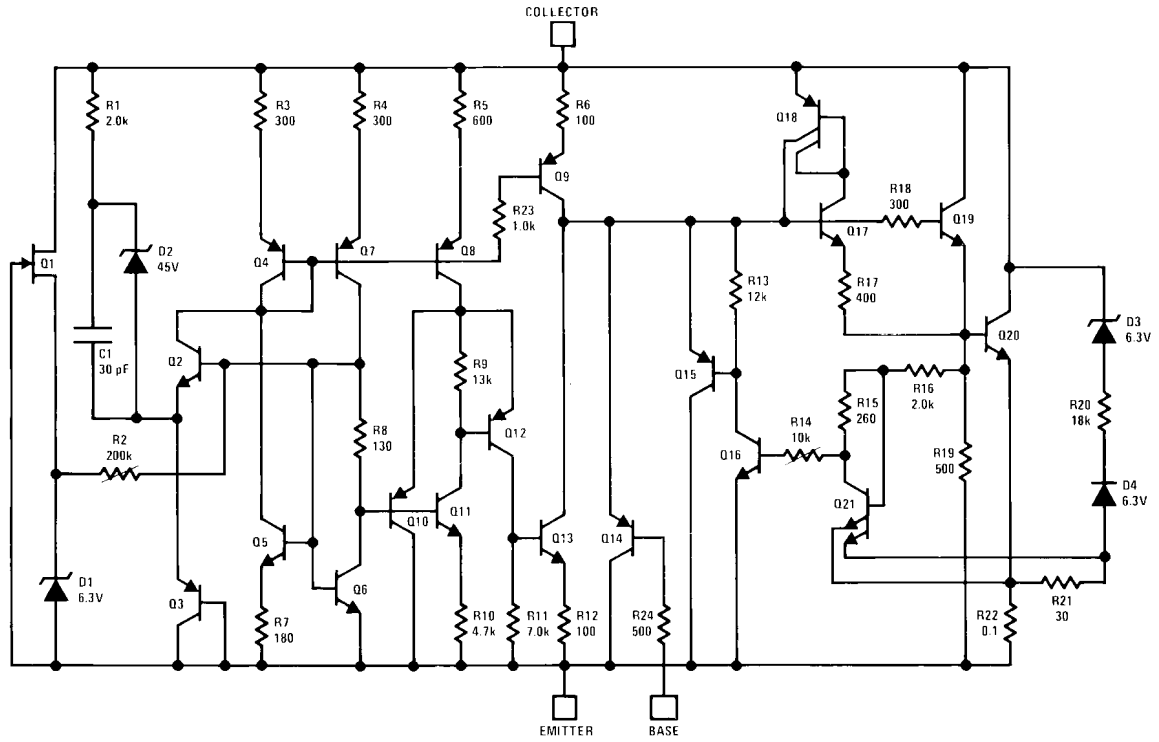 COLLECTOR
R1
2.0k
R3
300
R4
300
R5
600
R6
100
Q18
Q9
R18
300
Q19
R23
1.0k
Q17
Q1
D2
45V
Q4
Q7
Q8
R13
12k
R17
400
C1
30 pF
Q2
R9
13k
Q15
Q20
D3
6.3V
R16
2.0k
R15
260
R20
18k
R2
200k
R8
130
Q12
R14
10k
Q16
R19
500
D4
6.3V
Q21
Q5
Q10
Q11
Q13
Q14
D1
6.3V
Q3
Q6
R7
180
R10
4.7k
R11
7.0k
R12
100
R24
500
R22
0.1
R21
30
EMITTER
BASE